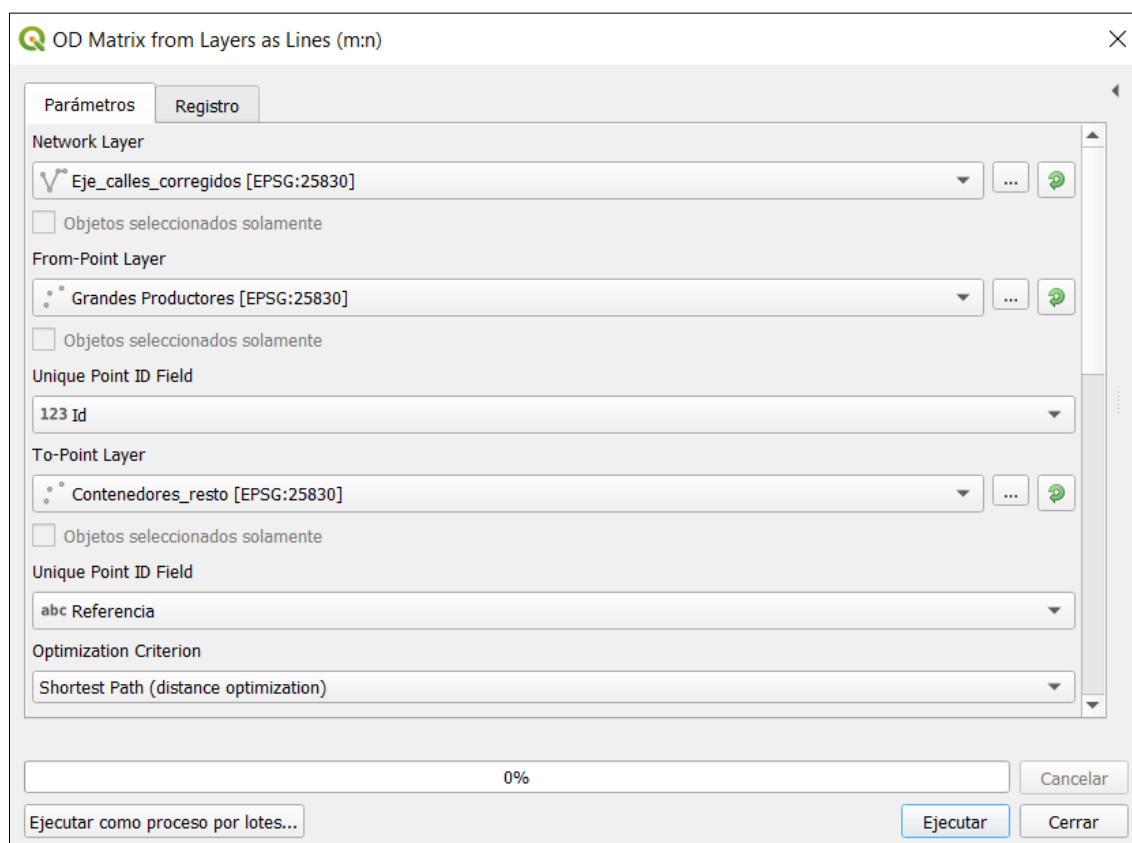 OD Matrix from Layers as Lines (m:n)
Parámetros
Registro
Network Layer
Eje_calles_corregidos [EPSG:25830]
...
Objetos seleccionados solamente
From-Point Layer
Grandes Productores [EPSG:25830]
...
Objetos seleccionados solamente
Unique Point ID Field
123 Id
To-Point Layer
Contenedores_resto [EPSG:25830]
...
Objetos seleccionados solamente
Unique Point ID Field
abc Referencia
Optimization Criterion
Shortest Path (distance optimization)
0%
Cancelar
Ejecutar como proceso por lotes...
Ejecutar
Cerrar